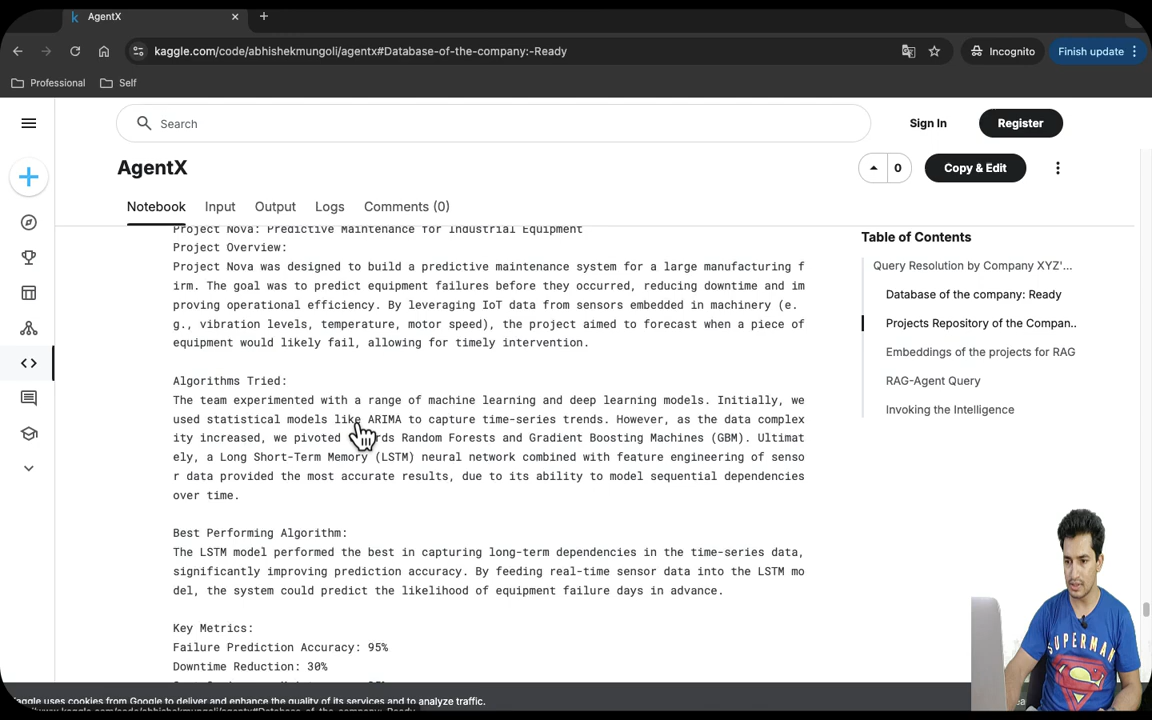 AgentX
kaggle.com/code/abhishekmungoli/agentx#Database-of-the-company:-Ready
Incognito
Finish update
Professional
Self
Search
Sign In
Register
AgentX
0
Copy & Edit
Notebook
Input
Output
Logs
Comments (0)
Project Nova: Predictive Maintenance for Industrial Equipment
Project Overview:
Project Nova was designed to build a predictive maintenance system for a large manufacturing f
irm. The goal was to predict equipment failures before they occurred, reducing downtime and im
proving operational efficiency. By leveraging IoT data from sensors embedded in machinery (e.
g., vibration levels, temperature, motor speed), the project aimed to forecast when a piece of
equipment would likely fail, allowing for timely intervention.
Algorithms Tried:
The team experimented with a range of machine learning and deep learning models. Initially, we
used statistical models like ARIMA to capture time-series trends. However, as the data complex
ity increased, we pivoted rds Random Forests and Gradient Boosting Machines (GBM). Ultimat
ely, a Long Short-Term Memory (LSTM) neural network combined with feature engineering of senso
r data provided the most accurate results, due to its ability to model sequential dependencies
over time.
Best Performing Algorithm:
The LSTM model performed the best in capturing long-term dependencies in the time-series data,
significantly improving prediction accuracy. By feeding real-time sensor data into the LSTM mo
del, the system could predict the likelihood of equipment failure days in advance.
Key Metrics:
Failure Prediction Accuracy: 95%
Downtime Reduction: 30%
Table of Contents
Query Resolution by Company XYZ'...
Database of the company: Ready
Projects Repository of the Compan..
Embeddings of the projects for RAG
RAG-Agent Query
Invoking the Intelligence
SUPERMAN
aggle uses cookies from Google to deliver and enhance the quality of its services and to analyze traffic.